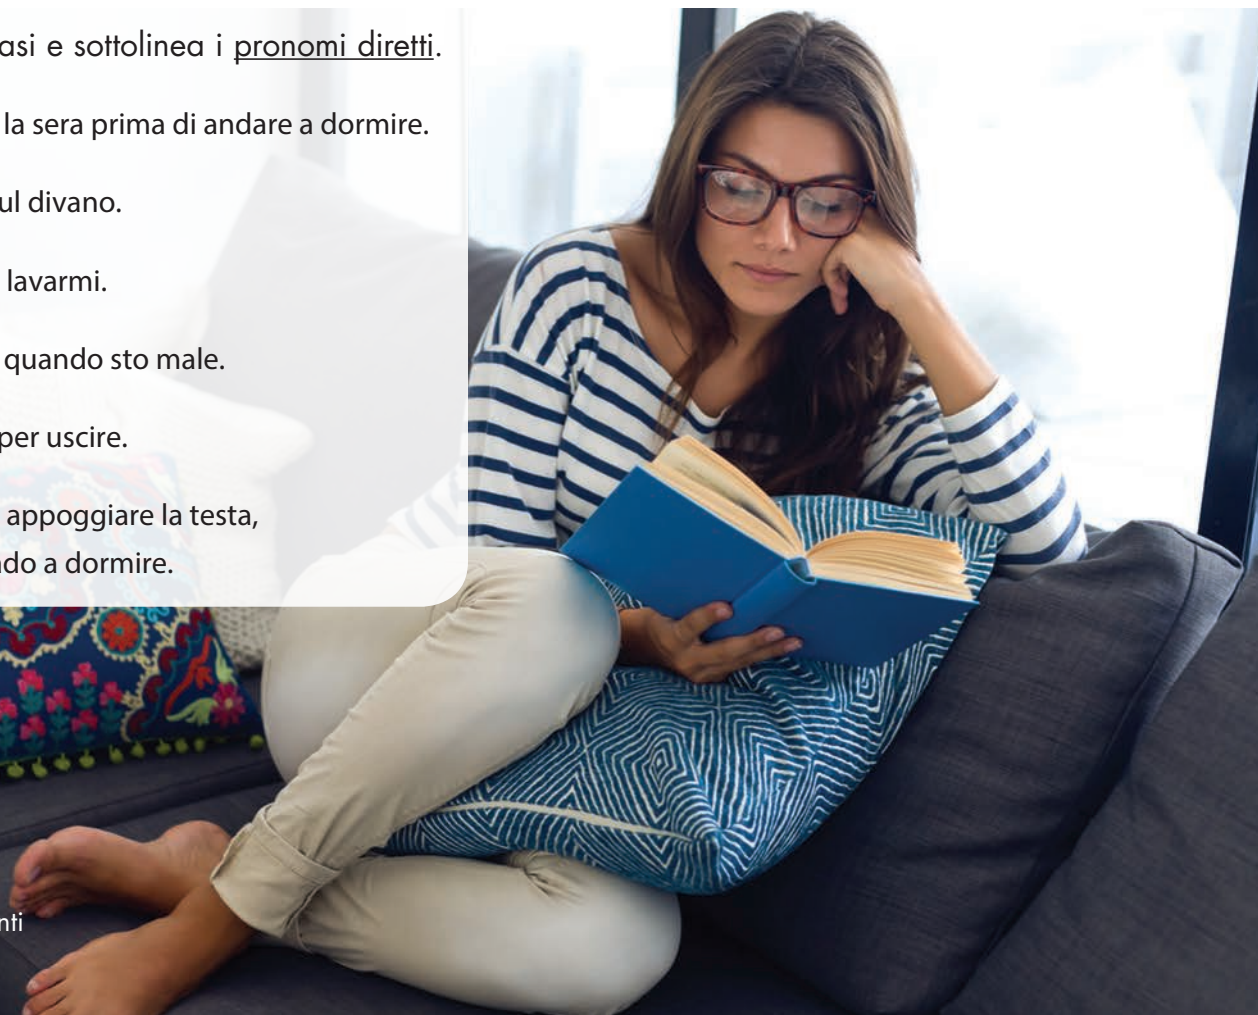 asi e sottolinea i pronomi diretti.
la sera prima di andare a dormire.
ul divano.
lavarmi.
quando sto male.
per uscire.
appoggiare la testa,
do a dormire.
nti